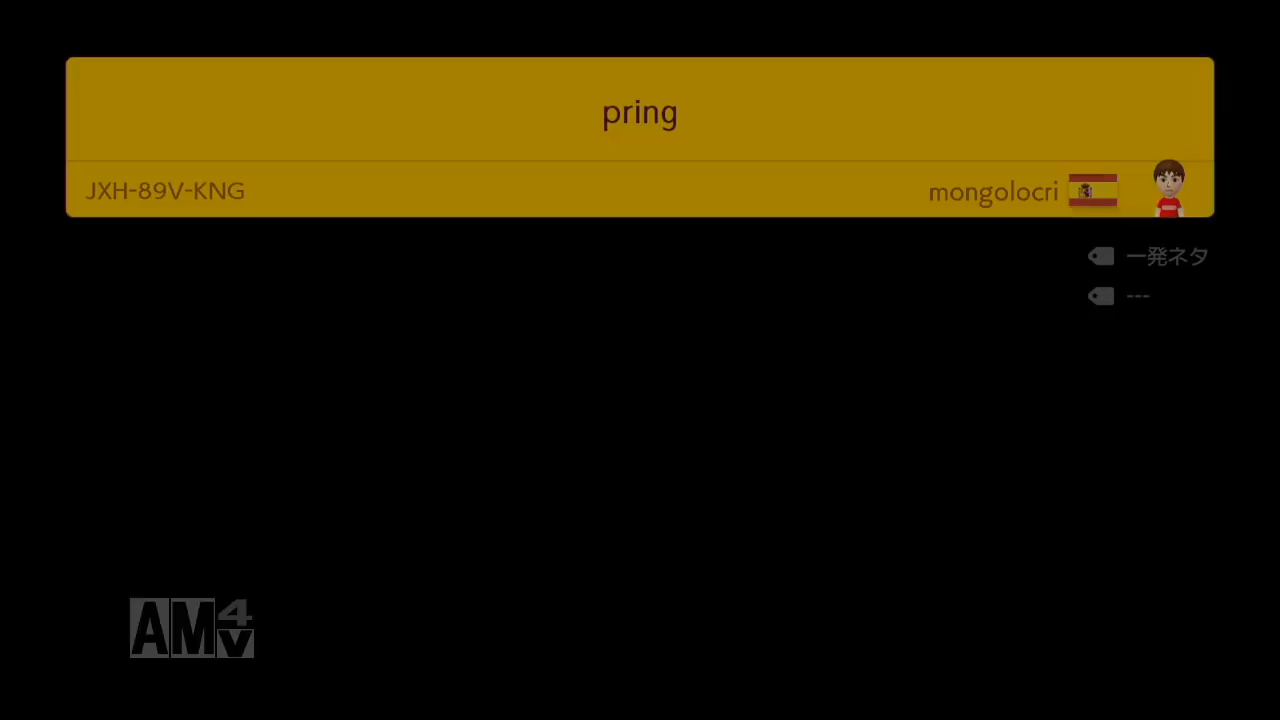 pring
JXH-89V-KNG
mongolocri
一発ネタ
---
AM4V